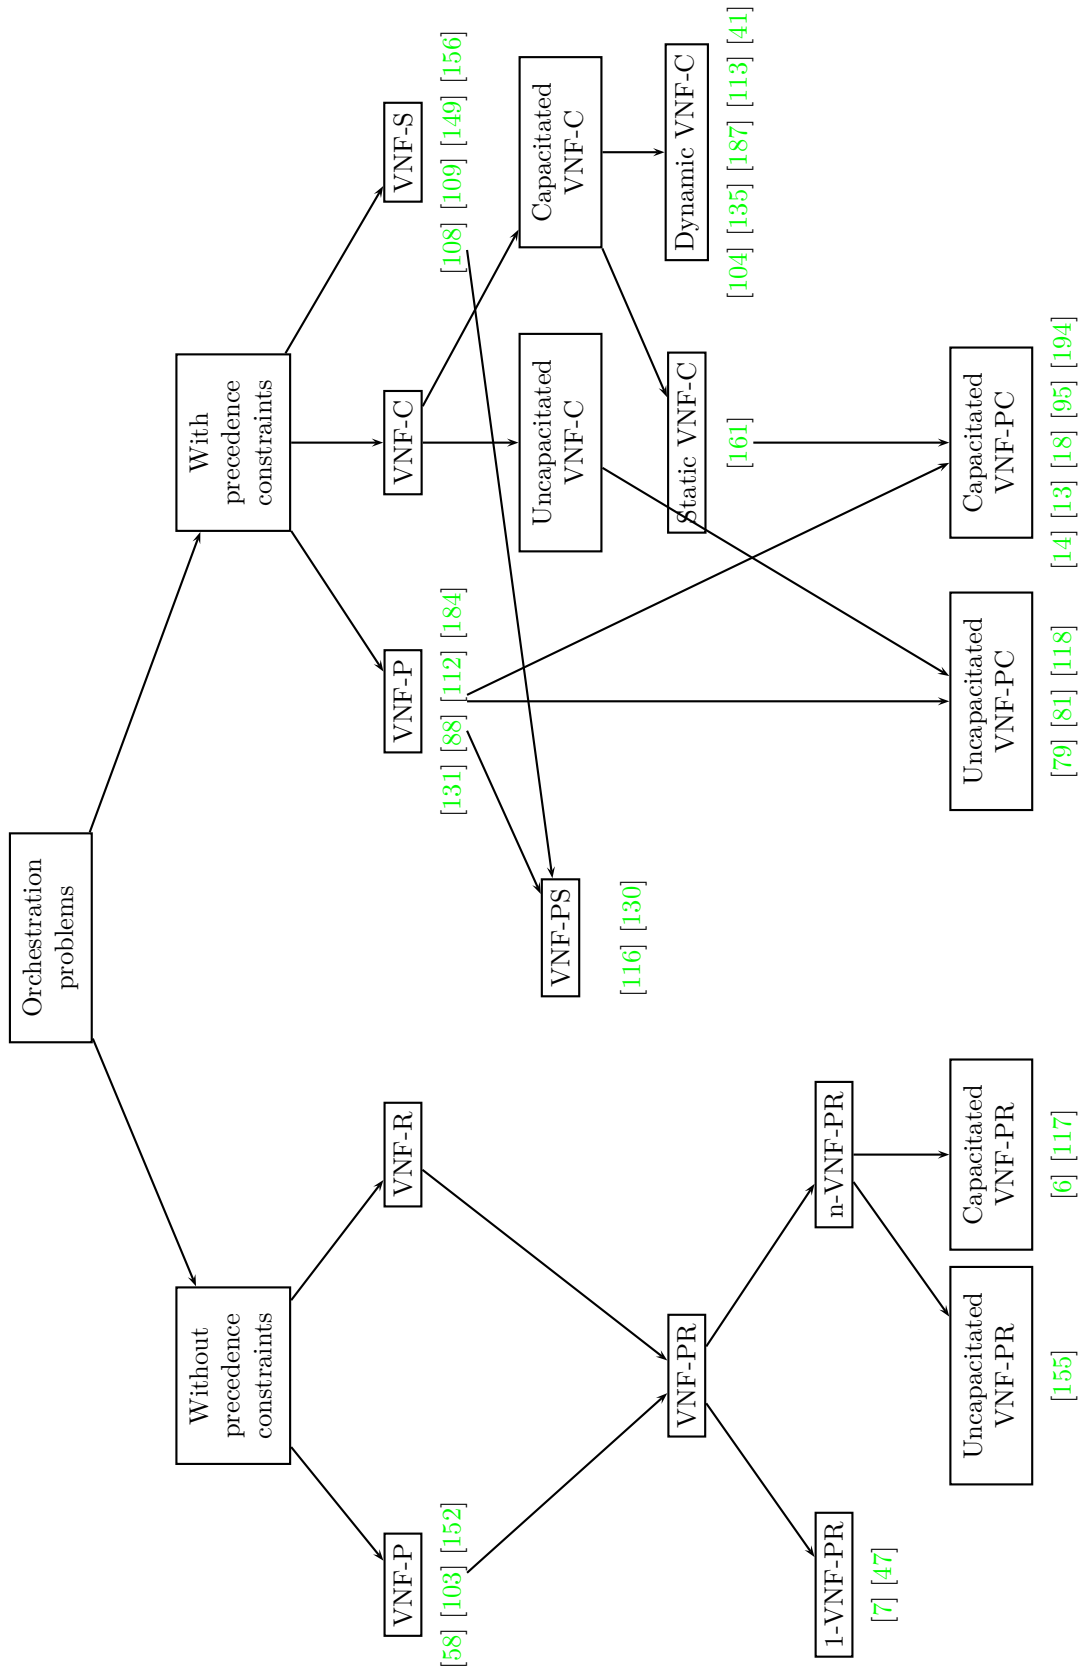 Orchestration
problems
Without
precedence
constraints
With
precedence
constraints
VNF-P
[58] [103] [152]
VNF-R
VNF-P
[131] [88] [112] [184]
VNF-C
VNF-S
[108] [109] [149] [156]
VNF-PS
[116] [130]
Uncapacitated
VNF-C
Capacitated
VNF-C
VNF-PR
Static VNF-C
[161]
Dynamic VNF-C
[104] [135] [187] [113] [41]
1-VNF-PR
[7] [47]
n-VNF-PR
Uncapacitated
VNF-PR
[155]
Capacitated
VNF-PR
[6] [117]
Uncapacitated
VNF-PC
[79] [81] [118]
Capacitated
VNF-PC
[14] [13] [18] [95] [194]